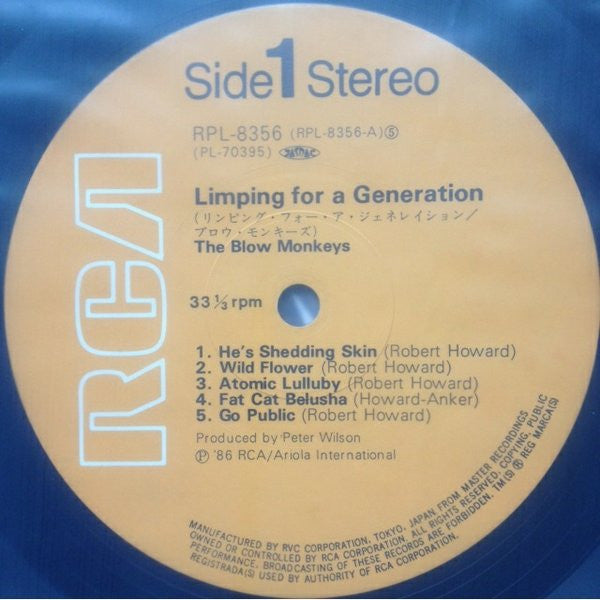 Side 1 Stereo
RPL-8356 (RPL-8356-A)Ⓢ
(PL-70395) JASRAC
Limping for a Generation
(リンピング・フォー・ア・ジェネレイション/
ブロウ・モンキーズ)
The Blow Monkeys
RCA
33 1/3 rpm
1. He's Shedding Skin (Robert Howard)
2. Wild Flower (Robert Howard)
3. Atomic Lulluby (Robert Howard)
4. Fat Cat Belusha (Howard-Anker)
5. Go Public (Robert Howard)
Produced by Peter Wilson
Ⓟ '86 RCA/Ariola International
MANUFACTURED BY RVC CORPORATION, TOKYO, JAPAN FROM MASTER RECORDINGS
OWNED OR CONTROLLED BY RCA CORPORATION. ALL RIGHTS RESERVED. COPYING, PUBLIC
PERFORMANCE, BROADCASTING OF THESE RECORDS ARE FORBIDDEN. TM(S) ® REG MARCA(S)
REGISTRADA(S) USED BY AUTHORITY OF RCA CORPORATION.